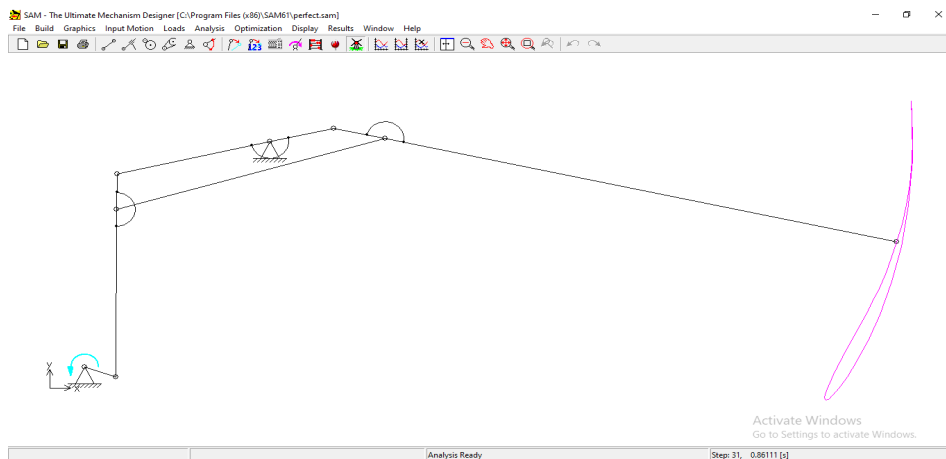 SAM - The Ultimate Mechanism Designer [C:\Program Files (x86)\SAM61\perfect.sam]
File Build Graphics Input Motion Loads Analysis Optimization Display Results Window Help
123
Y
X
Activate Windows
Go to Settings to activate Windows.
Analysis Ready
Step: 31, 0.86111 [s]